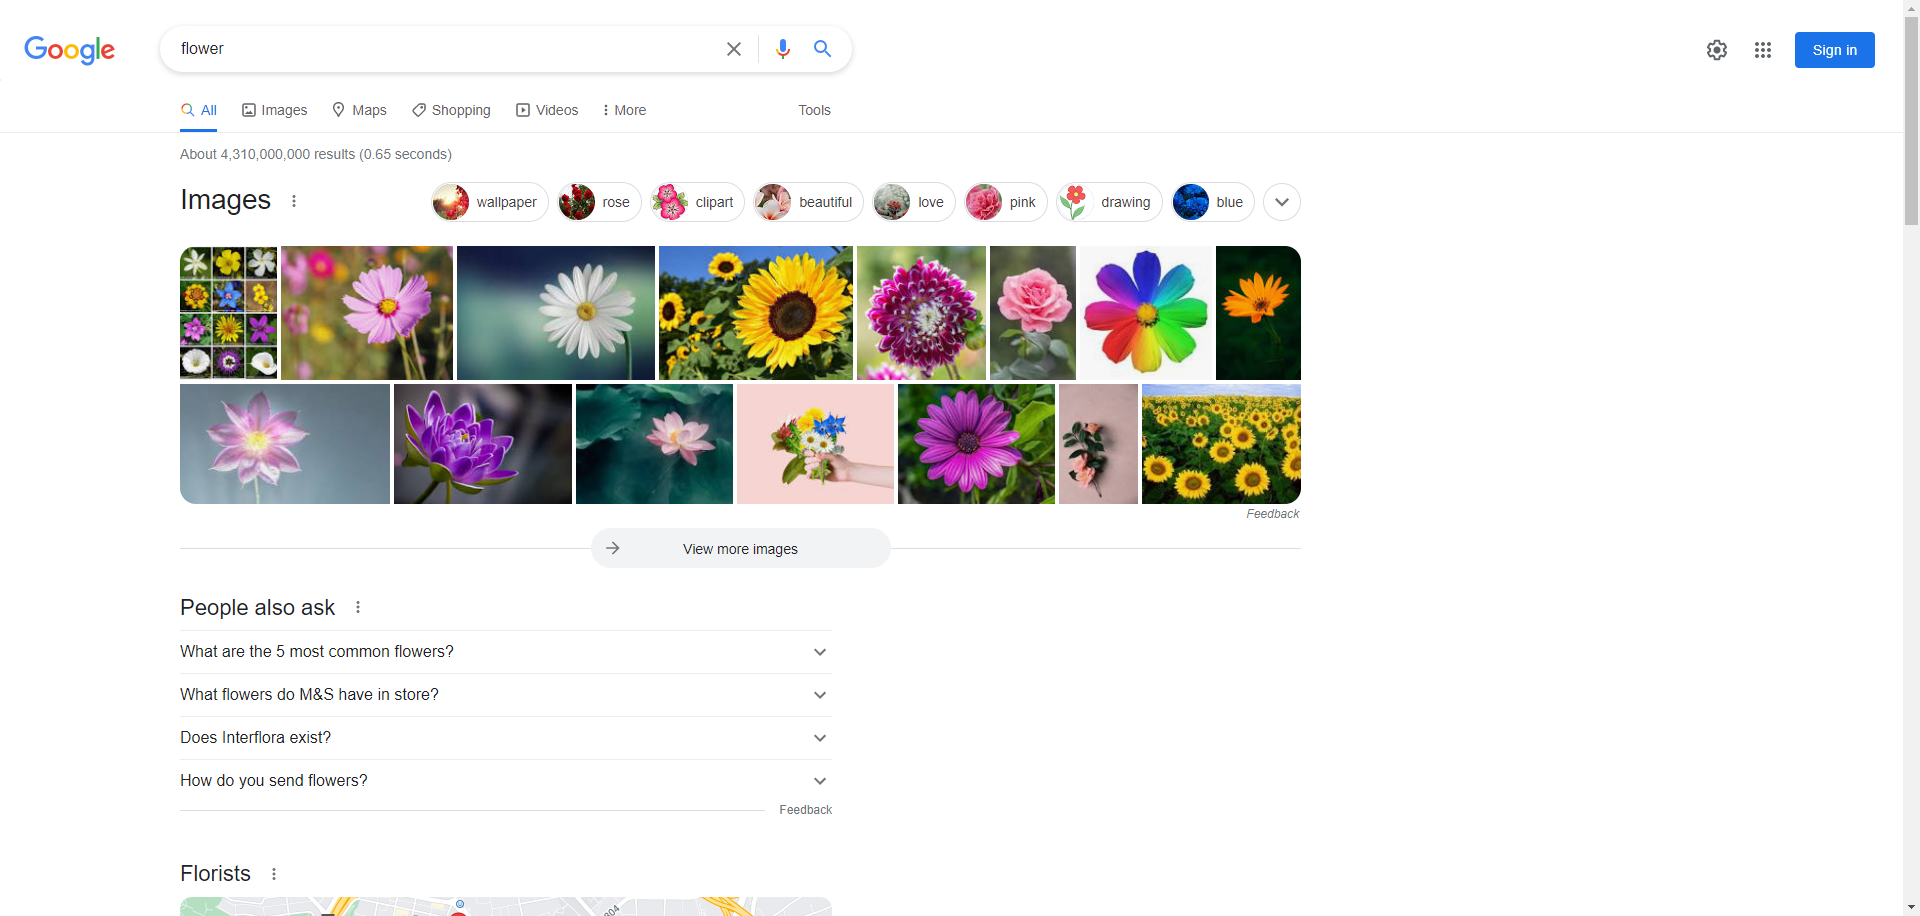 Google
flower
Sign in
All
Images
Maps
Shopping
Videos
More
Tools
About 4,310,000,000 results (0.65 seconds)
Images
wallpaper
rose
clipart
beautiful
love
pink
drawing
blue
Feedback
View more images
People also ask
What are the 5 most common flowers?
What flowers do M&S have in store?
Does Interflora exist?
How do you send flowers?
Feedback
Florists
304